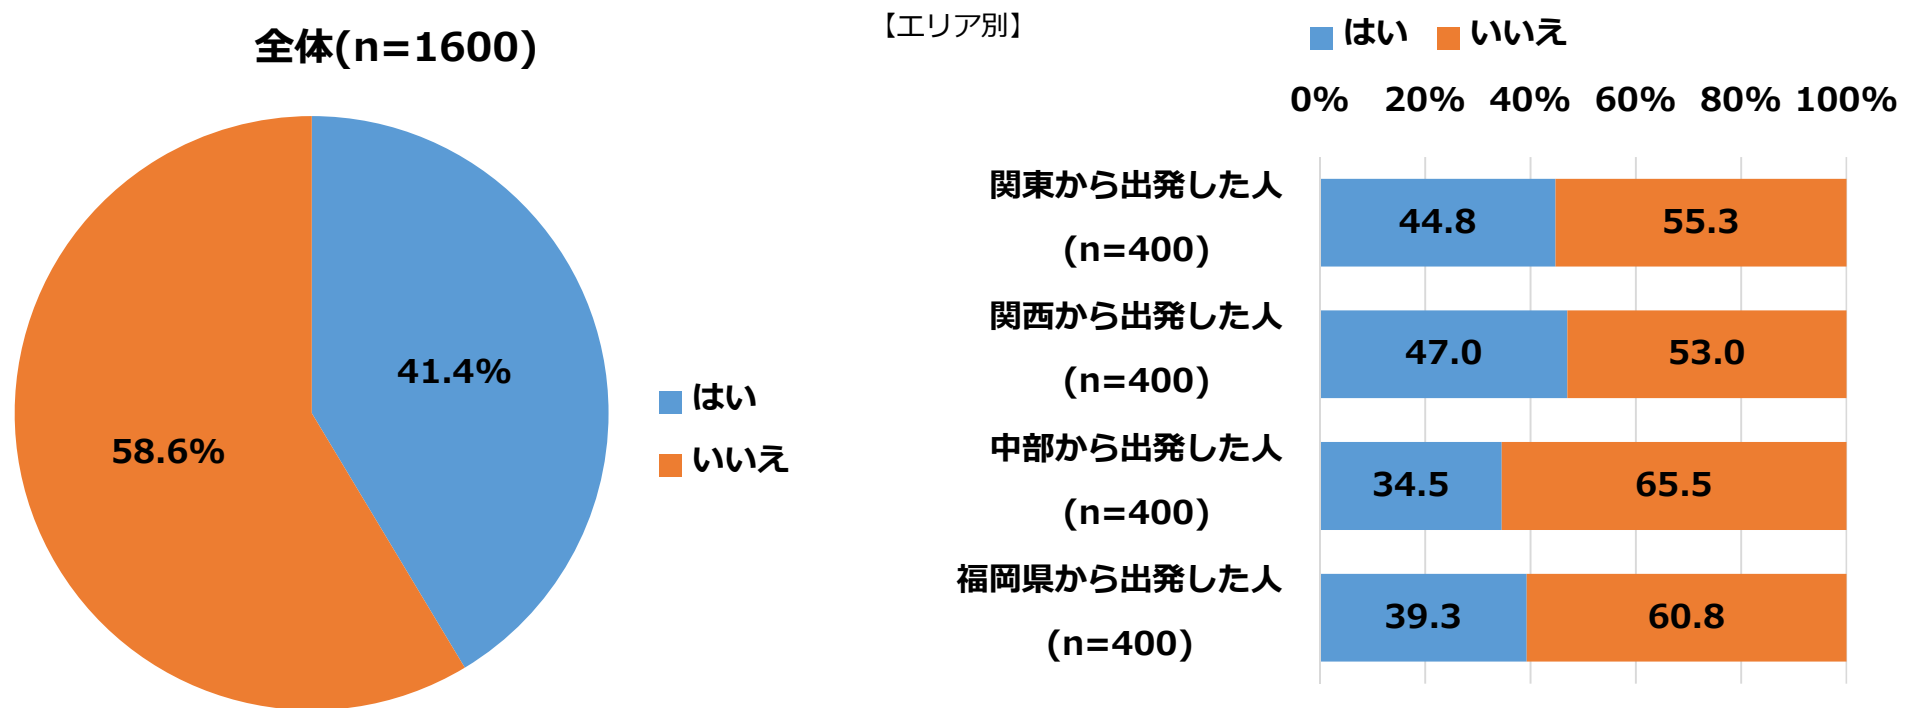 全体(n=1600)
41.4%
58.6%
はい
いいえ
【エリア別】
はい いいえ
0% 20% 40% 60% 80% 100%
関東から出発した人
(n=400)
44.8 55.3
関西から出発した人
(n=400)
47.0 53.0
中部から出発した人
(n=400)
34.5 65.5
福岡県から出発した人
(n=400)
39.3 60.8